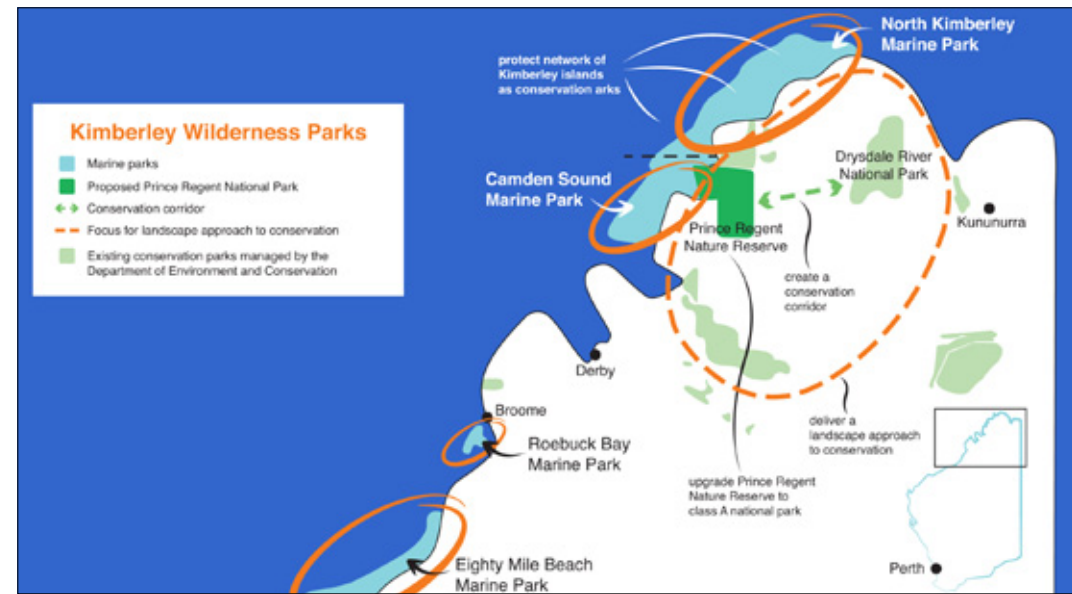 North Kimberley
Marine Park
protect network of
Kimberley islands
as conservation arks
Kimberley Wilderness Parks
Marine parks
Proposed Prince Regent National Park
Conservation corridor
Focus for landscape approach to conservation
Existing conservation parks managed by the
Department of Environment and Conservation
Camden Sound
Marine Park
Drysdale River
National Park
Kununurra
Prince Regent
Nature Reserve
create a
conservation
corridor
Derby
Broome
Roebuck Bay
Marine Park
deliver a
landscape approach
to conservation
upgrade Prince Regent
Nature Reserve to
class A national park
Eighty Mile Beach
Marine Park
Perth